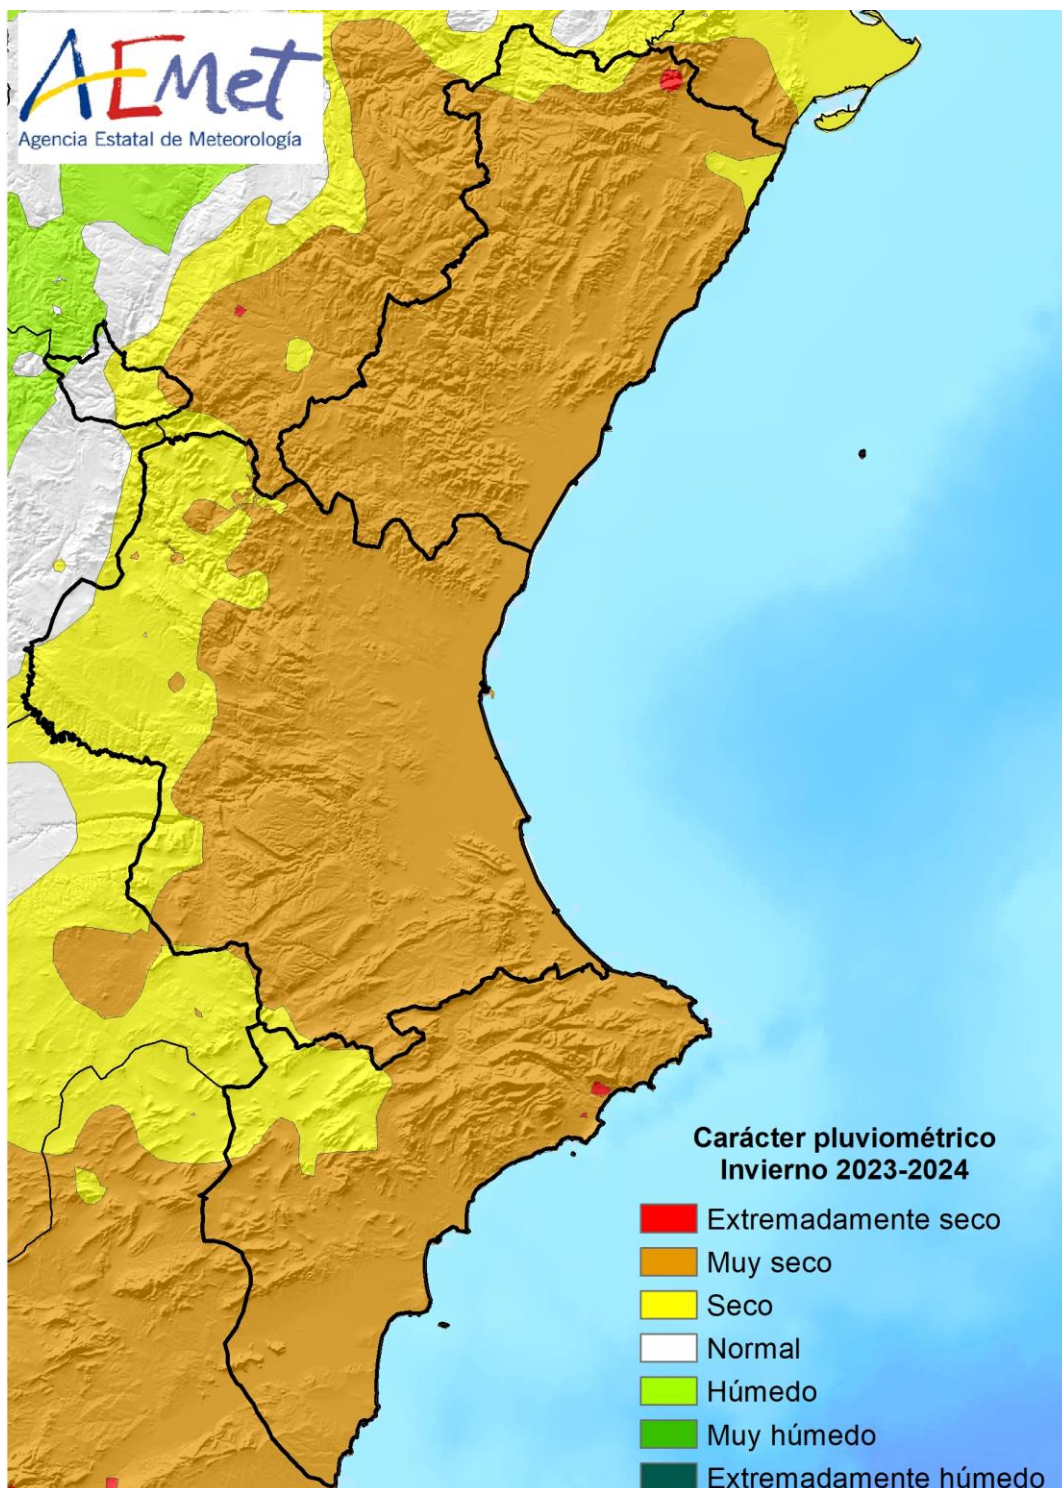 AEMet
Agencia Estatal de Meteorología
Carácter pluviométrico
Invierno 2023-2024
Extremadamente seco
Muy seco
Seco
Normal
Húmedo
Muy húmedo
Extremadamente húmedo